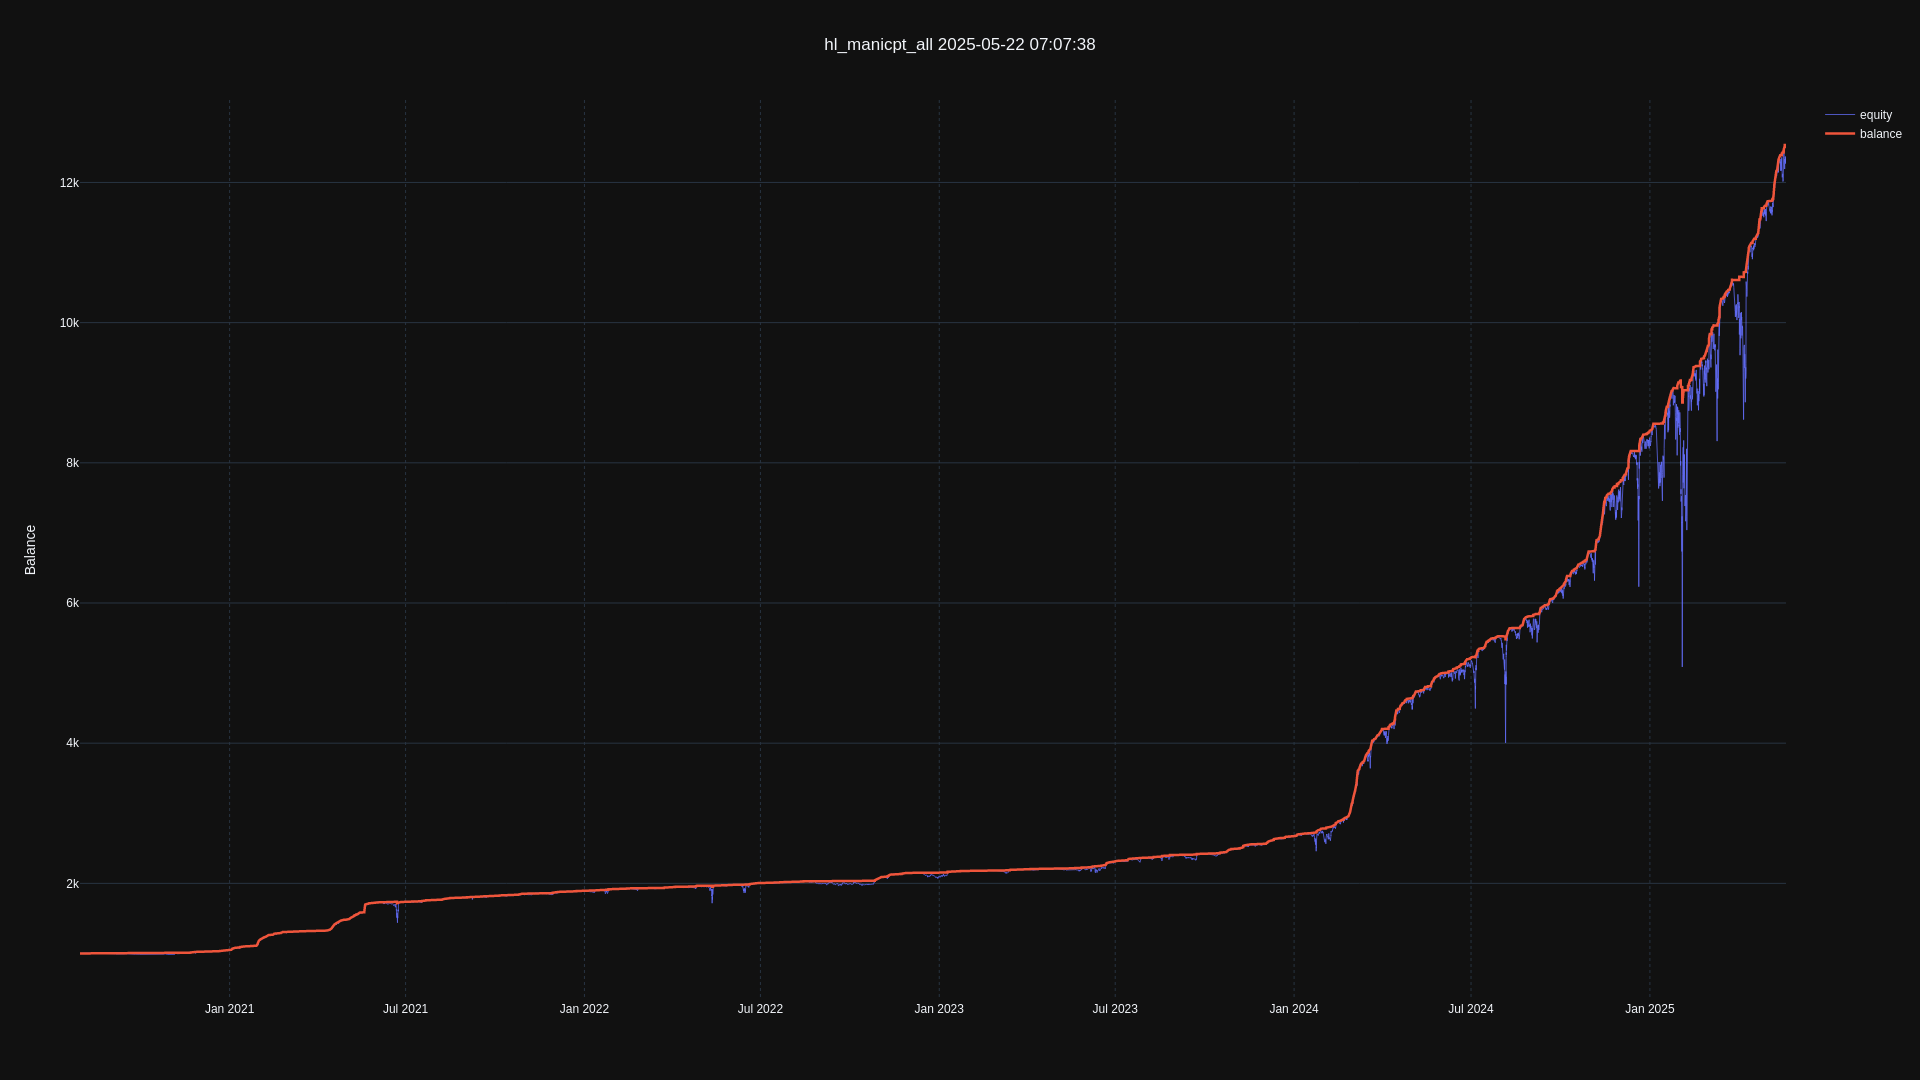 hl_manicpt_all 2025-05-22 07:07:38
equity
balance
12k
10k
8k
6k
4k
2k
Balance
Jan 2021
Jul 2021
Jan 2022
Jul 2022
Jan 2023
Jul 2023
Jan 2024
Jul 2024
Jan 2025